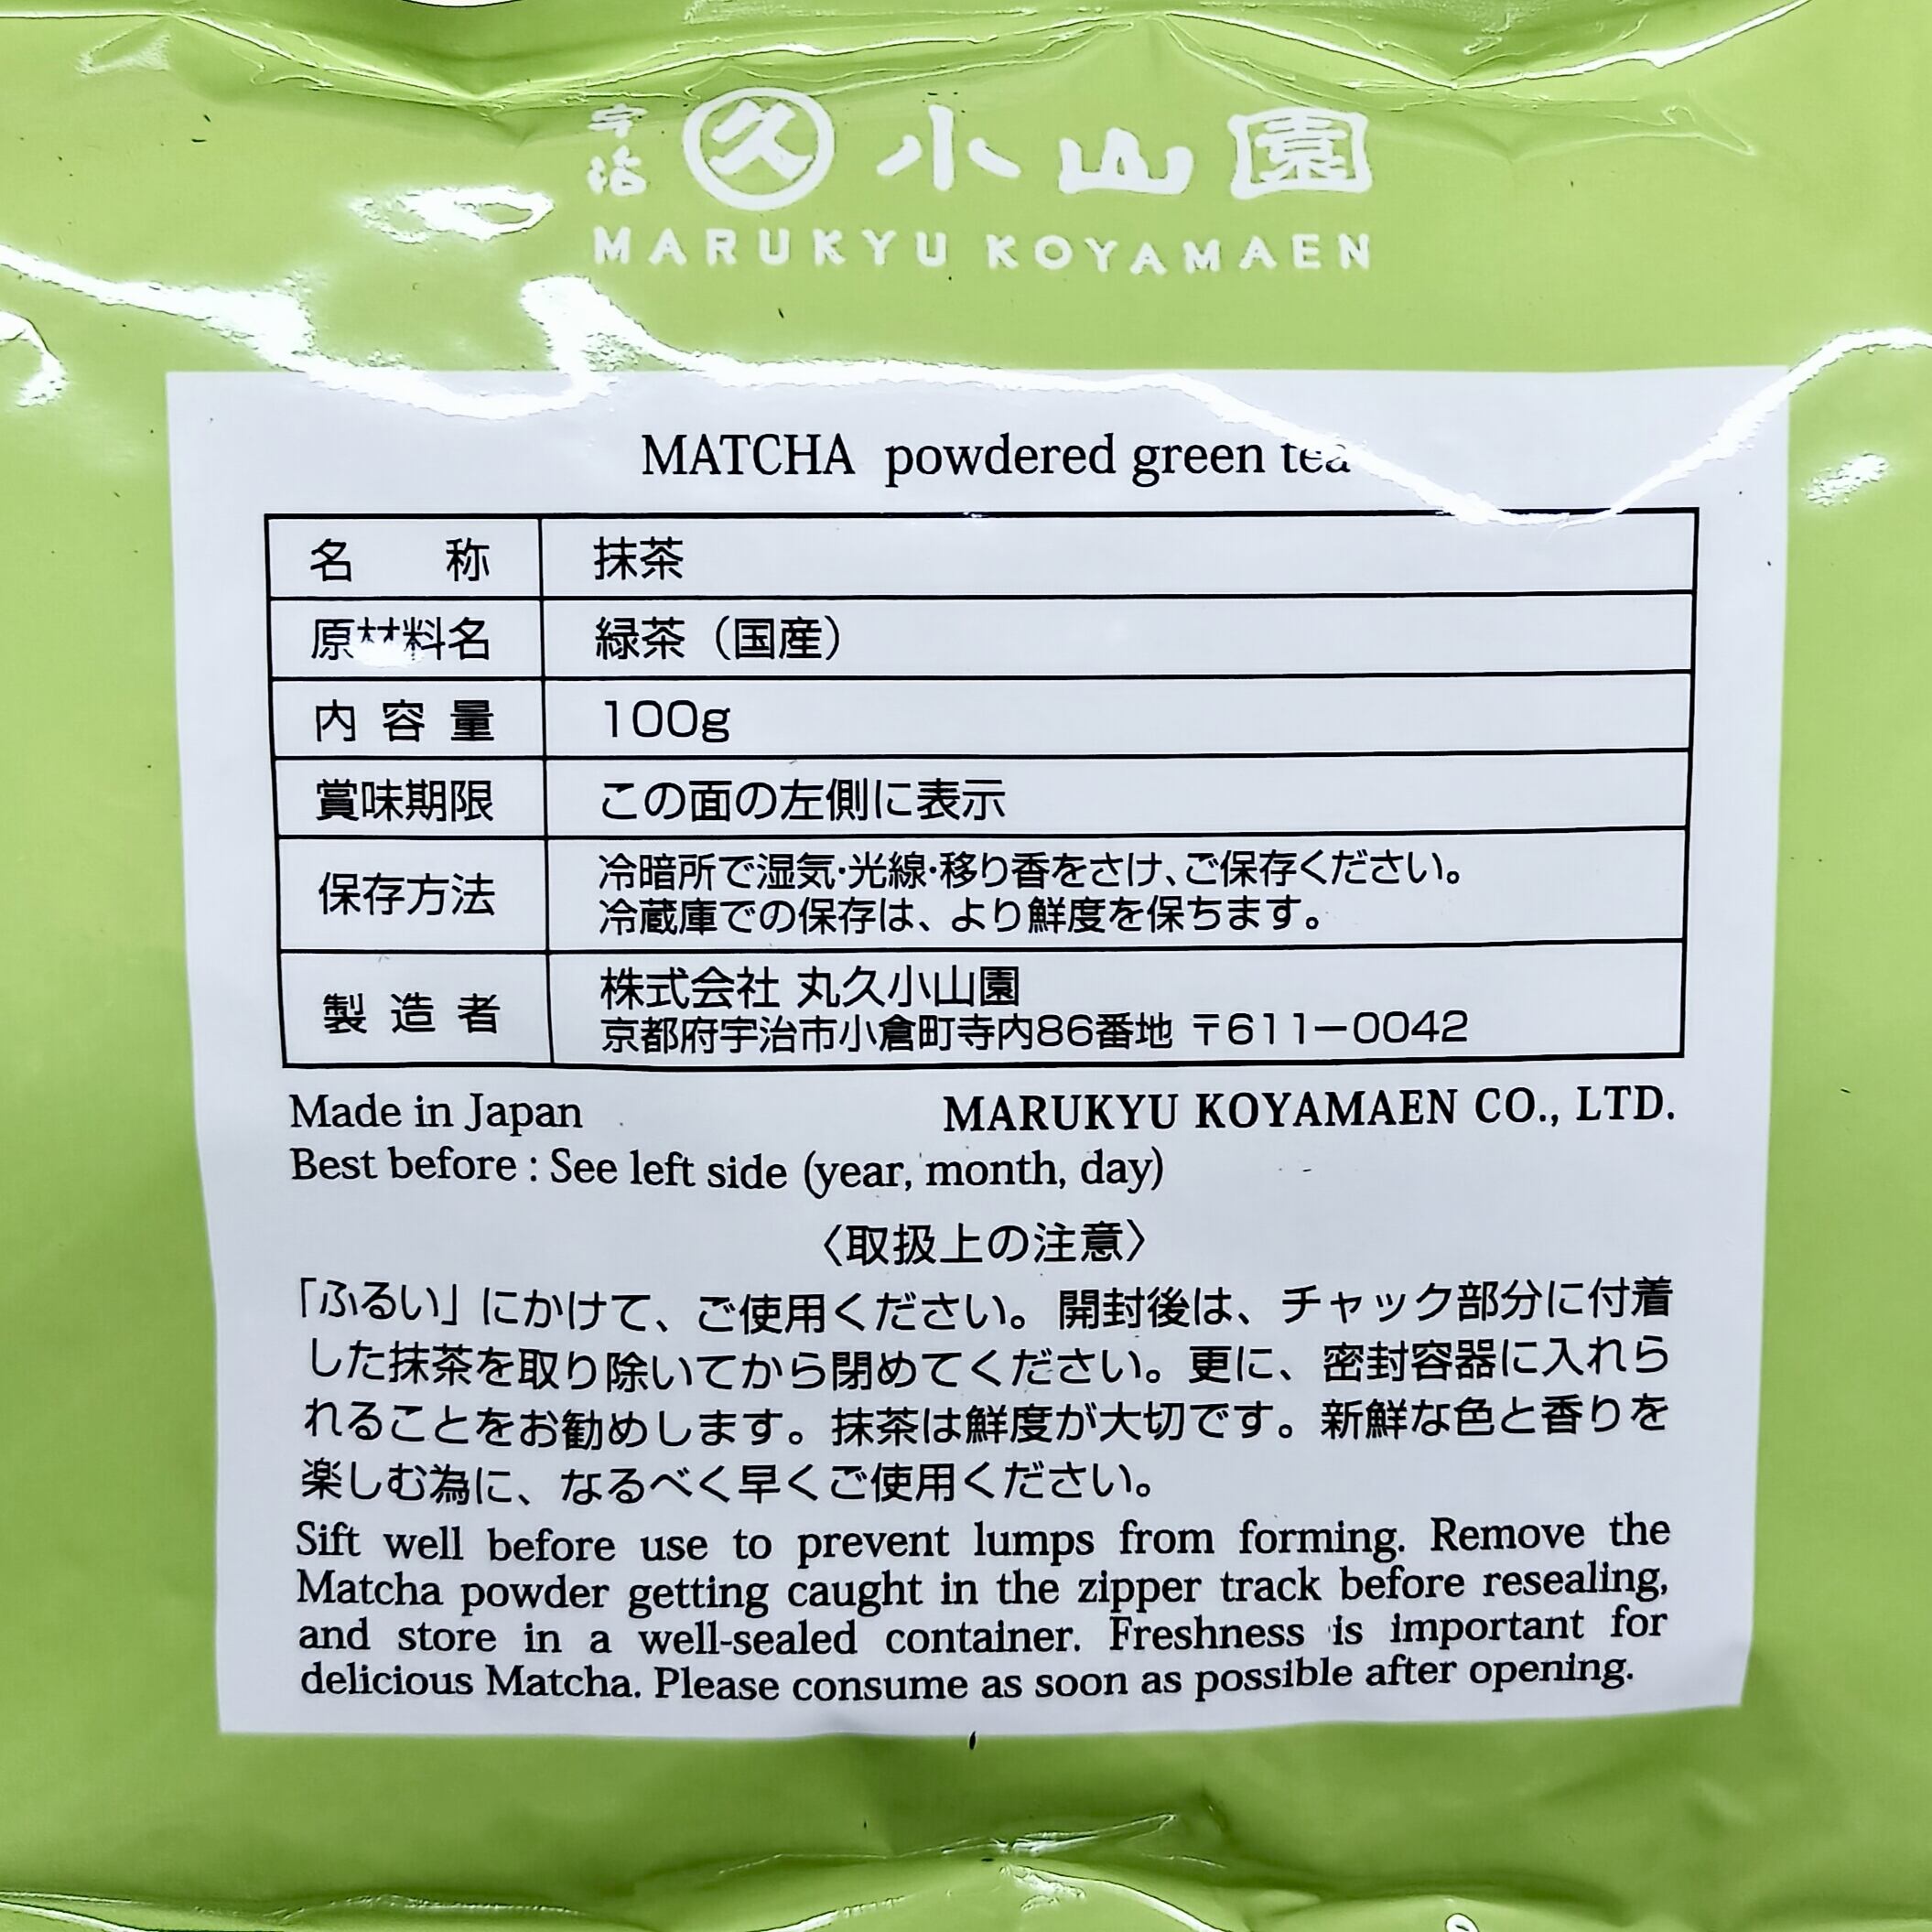 宇治 久 小山園
MARUKYU KOYAMAEN
MATCHA powdered green tea
名称 抹茶
原材料名 緑茶（国産）
内容量 100g
賞味期限 この面の左側に表示
保存方法 冷暗所で湿気・光線・移り香をさけ、ご保存ください。
冷蔵庫での保存は、より鮮度を保ちます。
製造者 株式会社 丸久小山園
京都府宇治市小倉町寺内86番地 〒611－0042
Made in Japan MARUKYU KOYAMAEN CO., LTD.
Best before : See left side (year, month, day)
〈取扱上の注意〉
「ふるい」にかけて、ご使用ください。開封後は、チャック部分に付着
した抹茶を取り除いてから閉めてください。更に、密封容器に入れら
れることをお勧めします。抹茶は鮮度が大切です。新鮮な色と香りを
楽しむ為に、なるべく早くご使用ください。
Sift well before use to prevent lumps from forming. Remove the
Matcha powder getting caught in the zipper track before resealing,
and store in a well-sealed container. Freshness is important for
delicious Matcha. Please consume as soon as possible after opening.